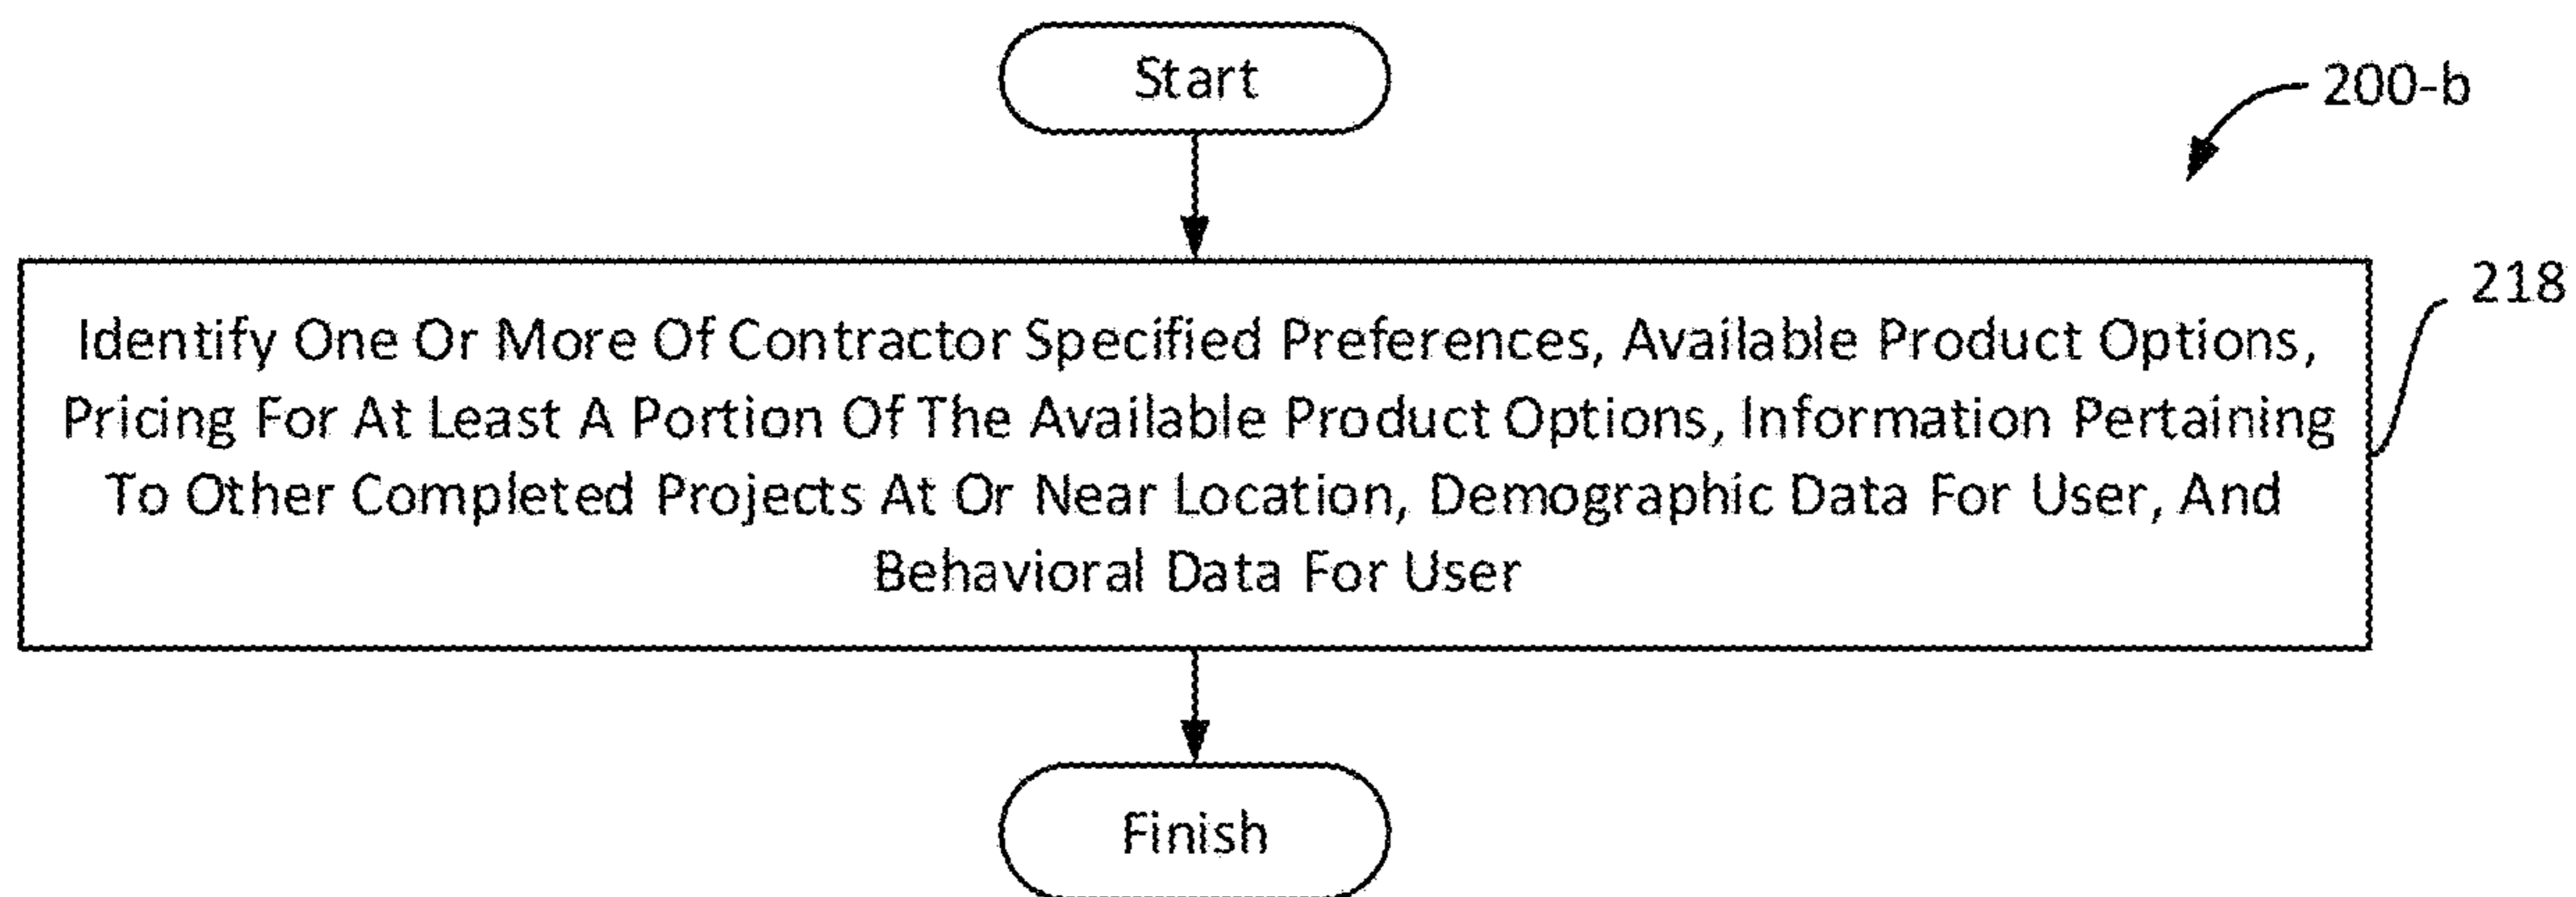 Start
200-b
218
Identify One Or More Of Contractor Specified Preferences, Available Product Options,
Pricing For At Least A Portion Of The Available Product Options, Information Pertaining
To Other Completed Projects At Or Near Location, Demographic Data For User, And
Behavioral Data For User
Finish